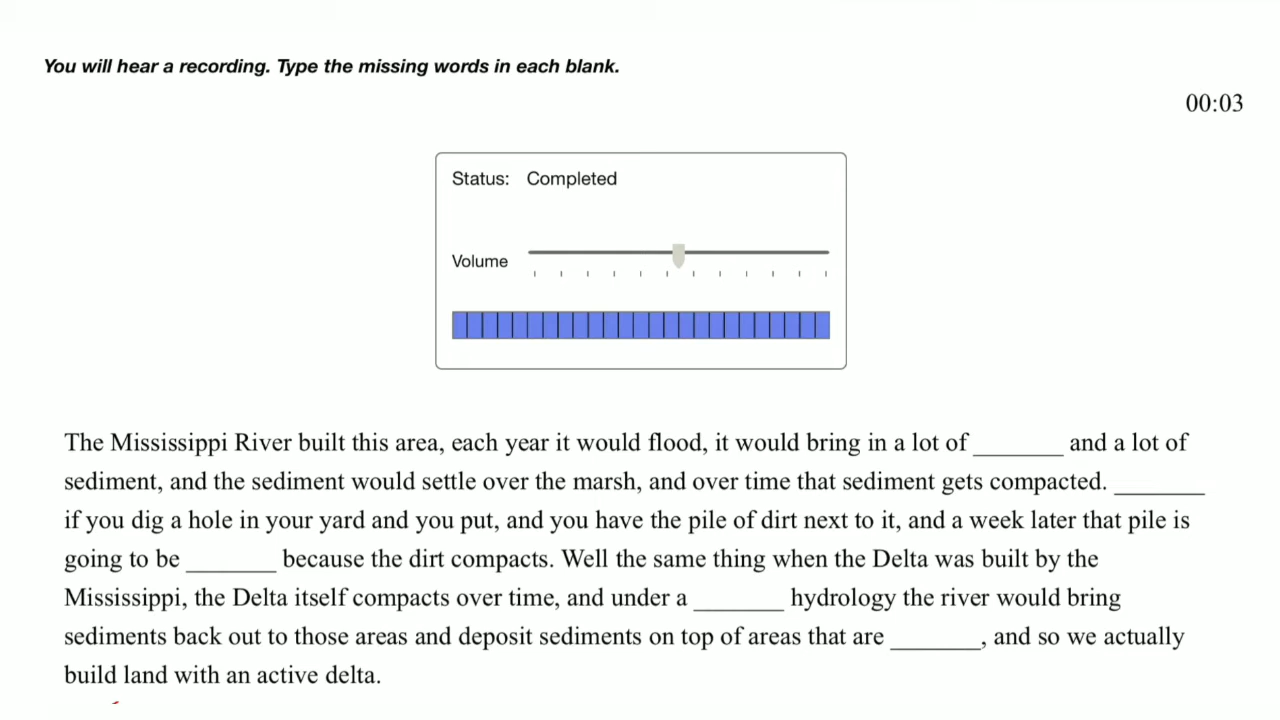 You will hear a recording. Type the missing words in each blank.
00:03
Status: Completed
Volume
The Mississippi River built this area, each year it would flood, it would bring in a lot of _______ and a lot of
sediment, and the sediment would settle over the marsh, and over time that sediment gets compacted. _______
if you dig a hole in your yard and you put, and you have the pile of dirt next to it, and a week later that pile is
going to be _______ because the dirt compacts. Well the same thing when the Delta was built by the
Mississippi, the Delta itself compacts over time, and under a _______ hydrology the river would bring
sediments back out to those areas and deposit sediments on top of areas that are _______, and so we actually
build land with an active delta.